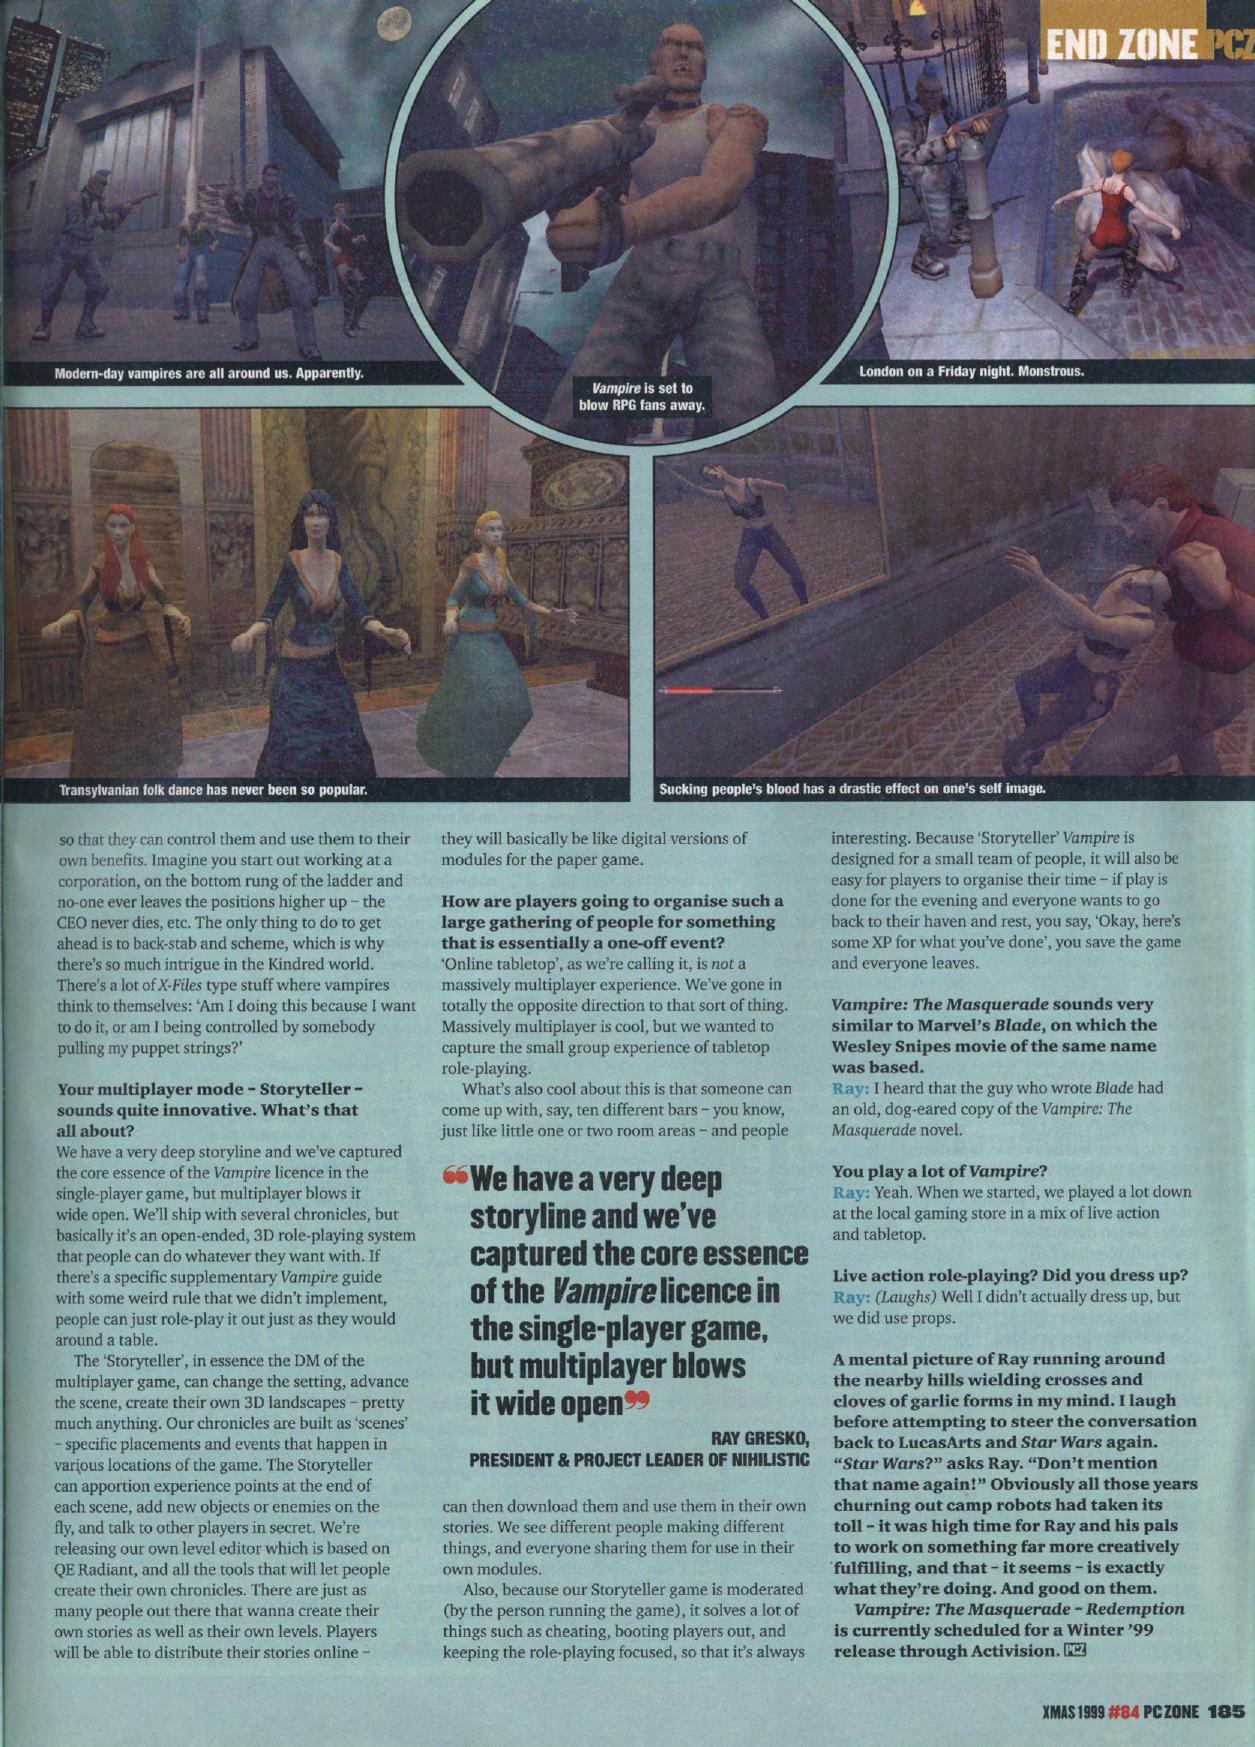 END ZONE PCZ
Modern-day vampires are all around us. Apparently.
Vampire is set to
blow RPG fans away.
London on a Friday night. Monstrous.
Transylvanian folk dance has never been so popular.
Sucking people's blood has a drastic effect on one's self image.
so that they can control them and use them to their
own benefits. Imagine you start out working at a
corporation, on the bottom rung of the ladder and
no-one ever leaves the positions higher up – the
CEO never dies, etc. The only thing to do to get
ahead is to back-stab and scheme, which is why
there's so much intrigue in the Kindred world.
There's a lot of X-Files type stuff where vampires
think to themselves: 'Am I doing this because I want
to do it, or am I being controlled by somebody
pulling my puppet strings?'
Your multiplayer mode – Storyteller –
sounds quite innovative. What's that
all about?
We have a very deep storyline and we've captured
the core essence of the Vampire licence in the
single-player game, but multiplayer blows it
wide open. We'll ship with several chronicles, but
basically it's an open-ended, 3D role-playing system
that people can do whatever they want with. If
there's a specific supplementary Vampire guide
with some weird rule that we didn't implement,
people can just role-play it out just as they would
around a table.
The 'Storyteller', in essence the DM of the
multiplayer game, can change the setting, advance
the scene, create their own 3D landscapes – pretty
much anything. Our chronicles are built as 'scenes'
– specific placements and events that happen in
various locations of the game. The Storyteller
can apportion experience points at the end of
each scene, add new objects or enemies on the
fly, and talk to other players in secret. We're
releasing our own level editor which is based on
QE Radiant, and all the tools that will let people
create their own chronicles. There are just as
many people out there that wanna create their
own stories as well as their own levels. Players
will be able to distribute their stories online –
they will basically be like digital versions of
modules for the paper game.
How are players going to organise such a
large gathering of people for something
that is essentially a one-off event?
'Online tabletop', as we're calling it, is not a
massively multiplayer experience. We've gone in
totally the opposite direction to that sort of thing.
Massively multiplayer is cool, but we wanted to
capture the small group experience of tabletop
role-playing.
What's also cool about this is that someone can
come up with, say, ten different bars – you know,
just like little one or two room areas – and people
“We have a very deep
storyline and we've
captured the core essence
of the Vampire licence in
the single-player game,
but multiplayer blows
it wide open”
RAY GRESKO,
PRESIDENT & PROJECT LEADER OF NIHILISTIC
can then download them and use them in their own
stories. We see different people making different
things, and everyone sharing them for use in their
own modules.
Also, because our Storyteller game is moderated
(by the person running the game), it solves a lot of
things such as cheating, booting players out, and
keeping the role-playing focused, so that it's always
interesting. Because 'Storyteller' Vampire is
designed for a small team of people, it will also be
easy for players to organise their time – if play is
done for the evening and everyone wants to go
back to their haven and rest, you say, 'Okay, here's
some XP for what you've done', you save the game
and everyone leaves.
Vampire: The Masquerade sounds very
similar to Marvel's Blade, on which the
Wesley Snipes movie of the same name
was based.
Ray: I heard that the guy who wrote Blade had
an old, dog-eared copy of the Vampire: The
Masquerade novel.
You play a lot of Vampire?
Ray: Yeah. When we started, we played a lot down
at the local gaming store in a mix of live action
and tabletop.
Live action role-playing? Did you dress up?
Ray: (Laughs) Well I didn't actually dress up, but
we did use props.
A mental picture of Ray running around
the nearby hills wielding crosses and
cloves of garlic forms in my mind. I laugh
before attempting to steer the conversation
back to LucasArts and Star Wars again.
“Star Wars?” asks Ray. “Don't mention
that name again!” Obviously all those years
churning out camp robots had taken its
toll – it was high time for Ray and his pals
to work on something far more creatively
fulfilling, and that – it seems – is exactly
what they're doing. And good on them.
Vampire: The Masquerade – Redemption
is currently scheduled for a Winter '99
release through Activision. PCZ
XMAS 1999 #84 PC ZONE 185